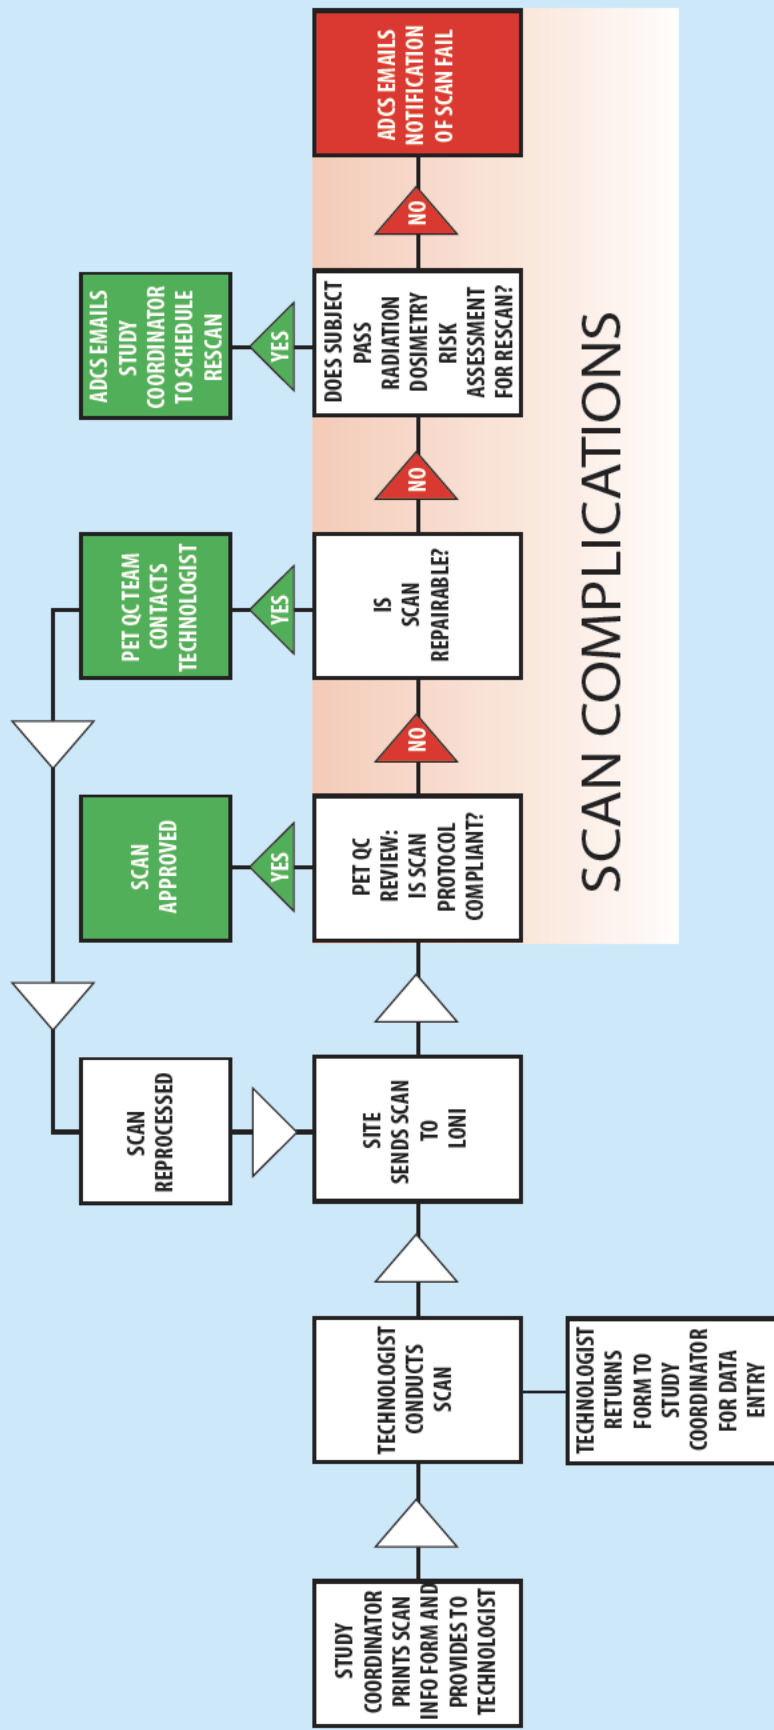 STUDY
COORDINATOR
PRINTS SCAN
INFO FORM AND
PROVIDES TO
TECHNOLOGIST
TECHNOLOGIST
CONDUCTS
SCAN
TECHNOLOGIST
RETURNS
FORM TO
STUDY
COORDINATOR
FOR DATA
ENTRY
SITE
SENDS SCAN
TO
LONI
SCAN
REPROCESSED
PET QC
REVIEW:
IS SCAN
PROTOCOL
COMPLIANT?
YES
SCAN
APPROVED
NO
IS
SCAN
REPAIRABLE?
YES
PET QC TEAM
CONTACTS
TECHNOLOGIST
NO
DOES SUBJECT
PASS
RADIATION
DOSIMETRY
RISK
ASSESSMENT
FOR RESCAN?
YES
ADCS EMAILS
STUDY
COORDINATOR
TO SCHEDULE
RESCAN
NO
ADCS EMAILS
NOTIFICATION
OF SCAN FAIL
SCAN COMPLICATIONS